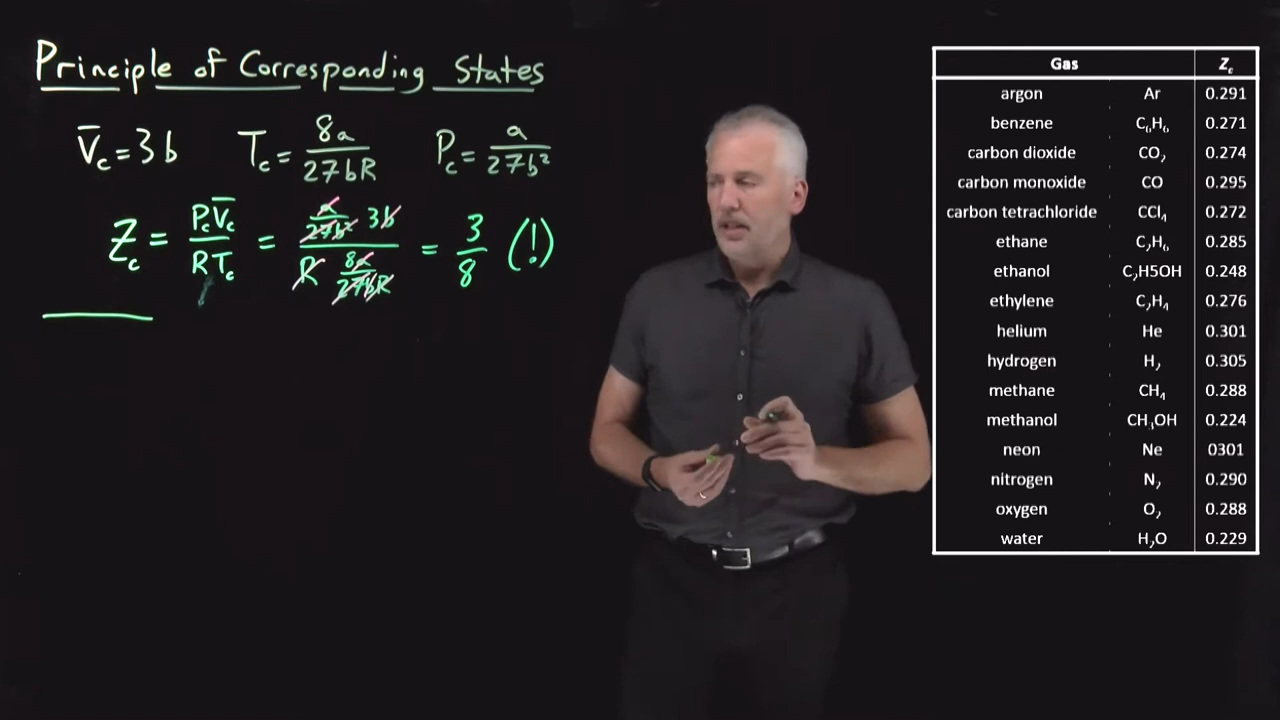 Principle of Corresponding States
V̄c = 3b Tc = 8a/27bR Pc = a/27b²
Zc = PcV̄c/RTc = (a/27b² 3b)/(R 8a/27bR) = 3/8 (!)
Gas Zc
argon Ar 0.291
benzene C₆H₆ 0.271
carbon dioxide CO₂ 0.274
carbon monoxide CO 0.295
carbon tetrachloride CCl₄ 0.272
ethane C₂H₆ 0.285
ethanol C₂H5OH 0.248
ethylene C₂H₄ 0.276
helium He 0.301
hydrogen H₂ 0.305
methane CH₄ 0.288
methanol CH₃OH 0.224
neon Ne 0301
nitrogen N₂ 0.290
oxygen O₂ 0.288
water H₂O 0.229